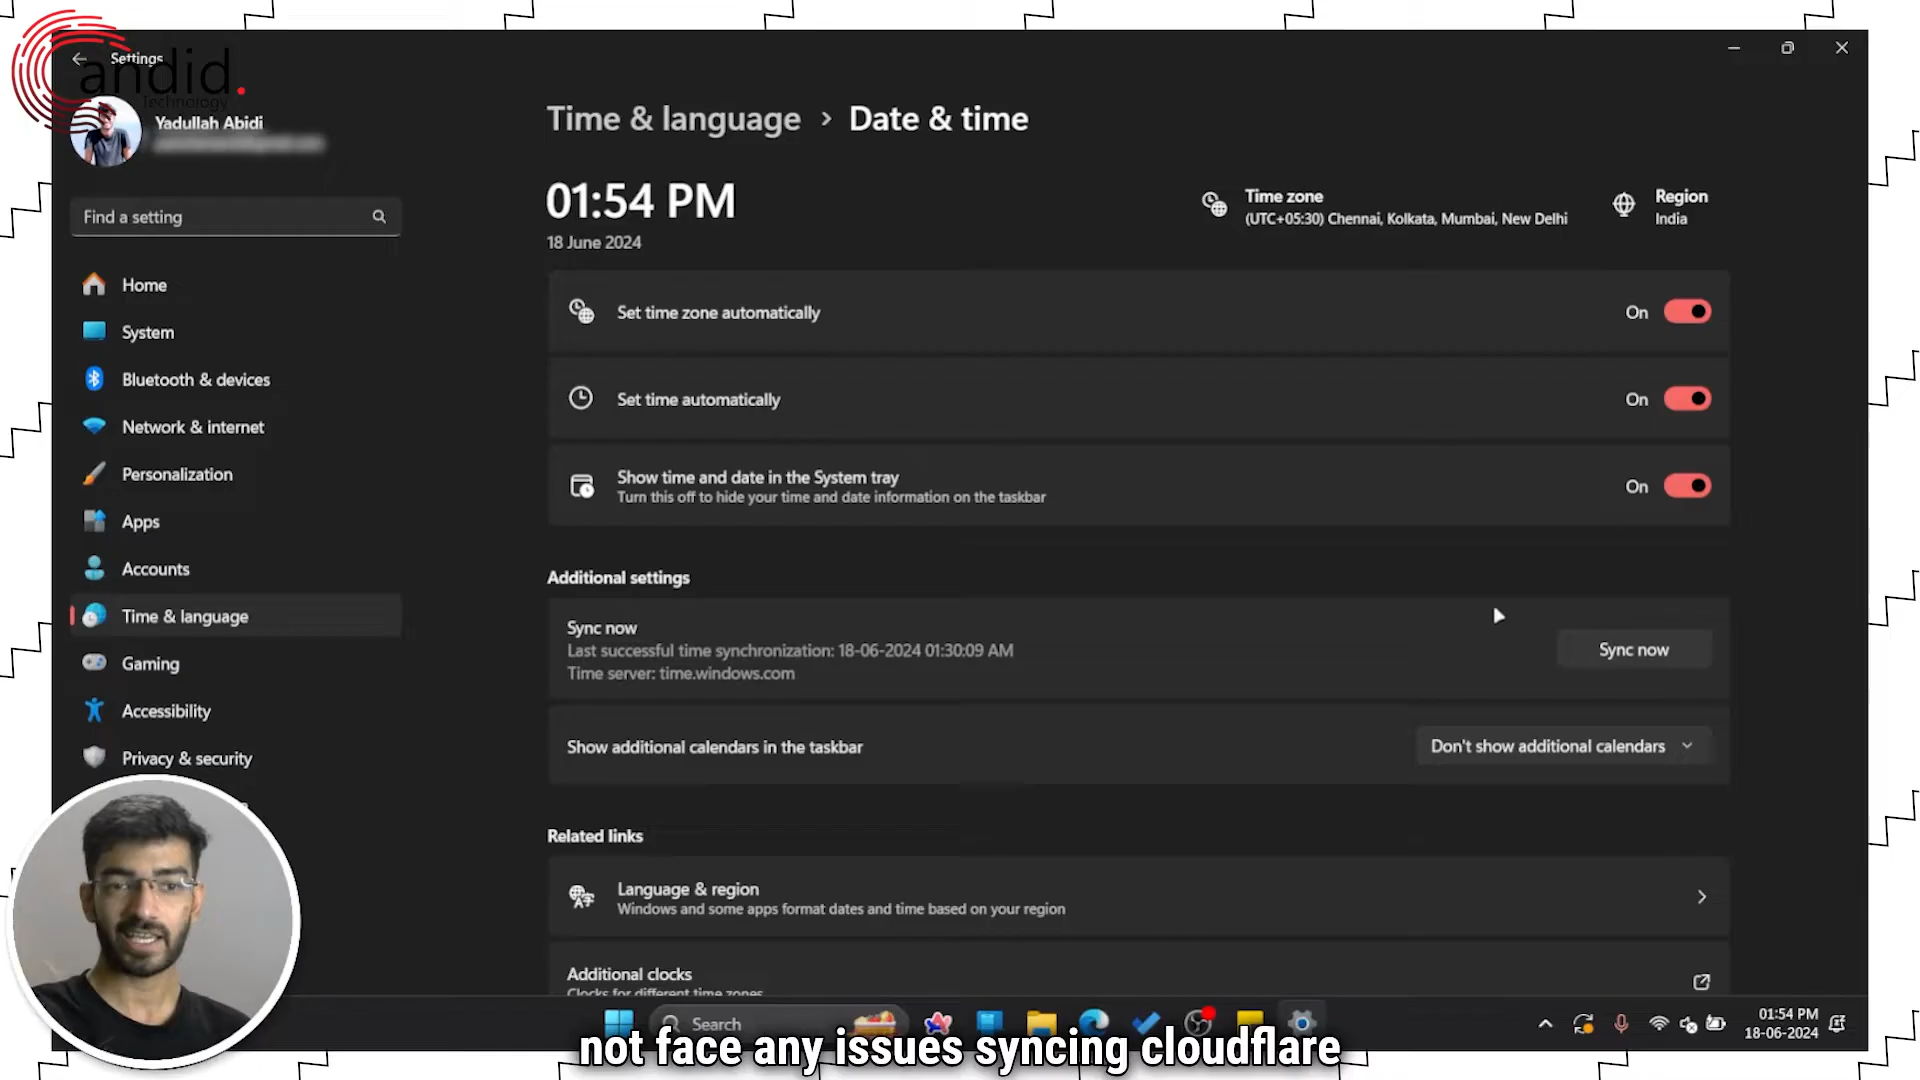 Settings
andid.
Technology
Yadullah Abidi
Find a setting
Home
System
Bluetooth & devices
Network & internet
Personalization
Apps
Accounts
Time & language
Gaming
Accessibility
Privacy & security
Time & language > Date & time
01:54 PM
18 June 2024
Time zone
(UTC+05:30) Chennai, Kolkata, Mumbai, New Delhi
Region
India
Set time zone automatically
On
Set time automatically
On
Show time and date in the System tray
Turn this off to hide your time and date information on the taskbar
On
Additional settings
Sync now
Last successful time synchronization: 18-06-2024 01:30:09 AM
Time server: time.windows.com
Sync now
Show additional calendars in the taskbar
Don't show additional calendars
Related links
Language & region
Windows and some apps format dates and time based on your region
Additional clocks
Clocks for different time zones
Search
01:54 PM
18-06-2024
not face any issues syncing cloudflare